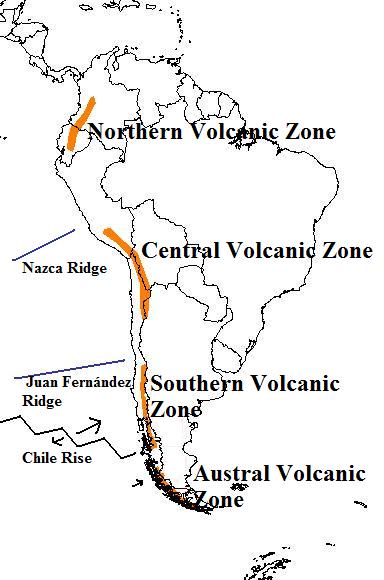 Northern Volcanic Zone
Central Volcanic Zone
Nazca Ridge
Juan Fernández
Ridge
Southern Volcanic
Zone
Chile Rise
Austral Volcanic
Zone